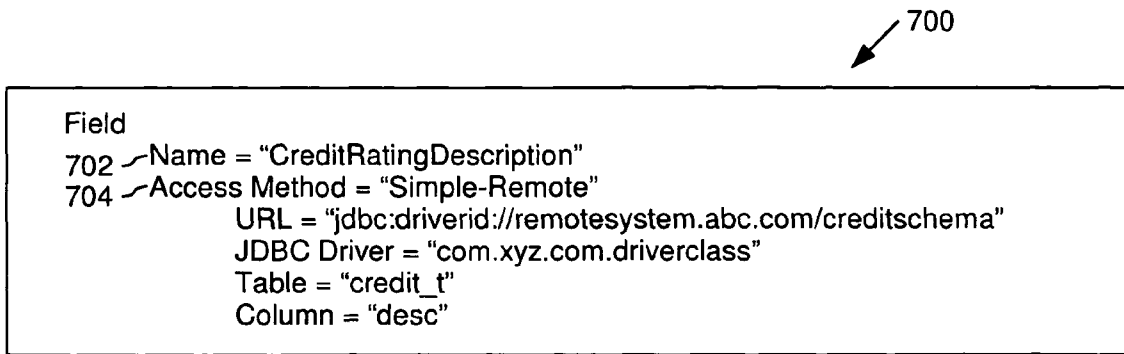 700
Field
702 Name = “CreditRatingDescription”
704 Access Method = “Simple-Remote”
URL = “jdbc:driverid://remotesystem.abc.com/creditschema”
JDBC Driver = “com.xyz.com.driverclass”
Table = “credit_t”
Column = “desc”